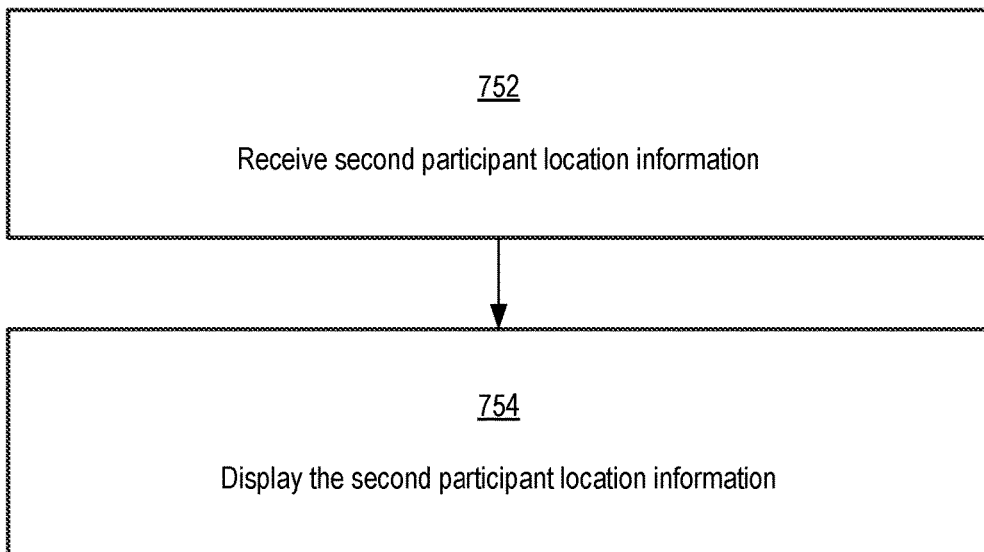 752
Receive second participant location information
754
Display the second participant location information